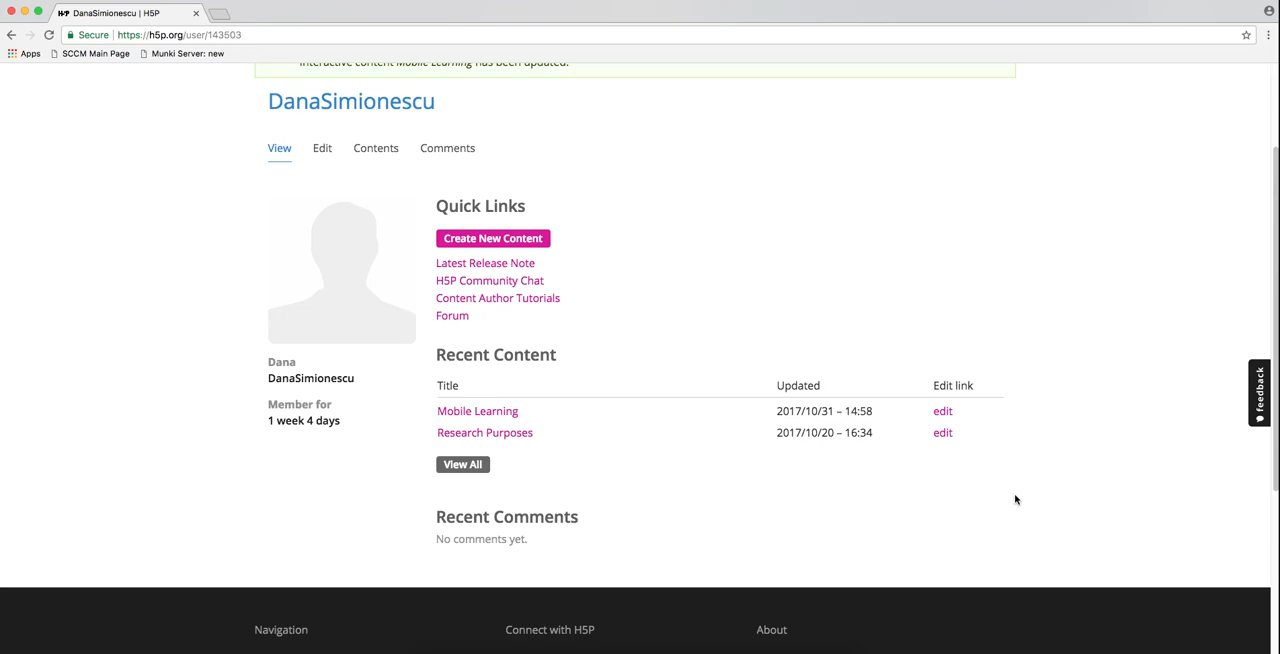 H-P DanaSimionescu | H5P
Secure | https://h5p.org/user/143503
Apps SCCM Main Page Munki Server: new
Interactive content Mobile Learning has been updated.
DanaSimionescu
View Edit Contents Comments
Quick Links
Create New Content
Latest Release Note
H5P Community Chat
Content Author Tutorials
Forum
Dana
DanaSimionescu
Member for
1 week 4 days
Recent Content
Title Updated Edit link
Mobile Learning 2017/10/31 – 14:58 edit
Research Purposes 2017/10/20 – 16:34 edit
View All
feedback
Recent Comments
No comments yet.
Navigation Connect with H5P About